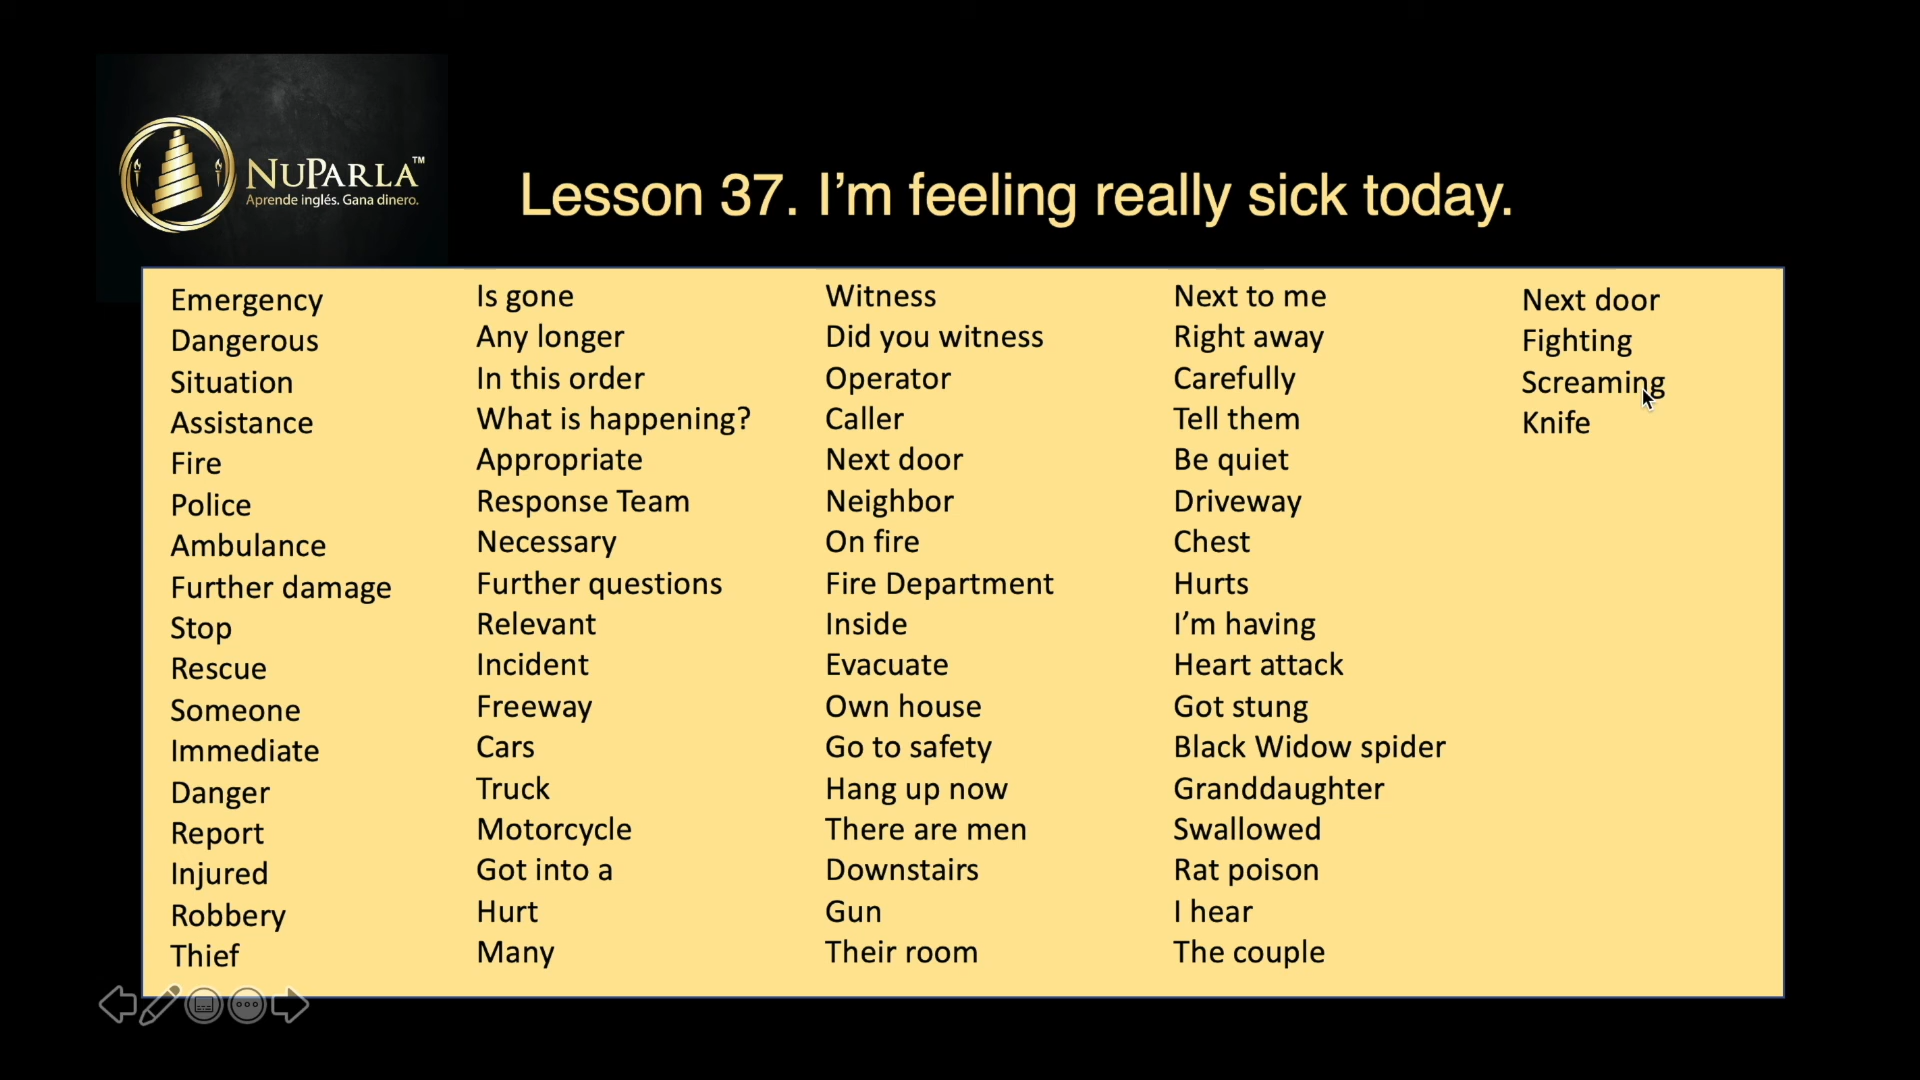 NUPARLA™
Aprende inglés. Gana dinero.
Lesson 37. I’m feeling really sick today.
Emergency
Dangerous
Situation
Assistance
Fire
Police
Ambulance
Further damage
Stop
Rescue
Someone
Immediate
Danger
Report
Injured
Robbery
Thief
Is gone
Any longer
In this order
What is happening?
Appropriate
Response Team
Necessary
Further questions
Relevant
Incident
Freeway
Cars
Truck
Motorcycle
Got into a
Hurt
Many
Witness
Did you witness
Operator
Caller
Next door
Neighbor
On fire
Fire Department
Inside
Evacuate
Own house
Go to safety
Hang up now
There are men
Downstairs
Gun
Their room
Next to me
Right away
Carefully
Tell them
Be quiet
Driveway
Chest
Hurts
I’m having
Heart attack
Got stung
Black Widow spider
Granddaughter
Swallowed
Rat poison
I hear
The couple
Next door
Fighting
Screaming
Knife